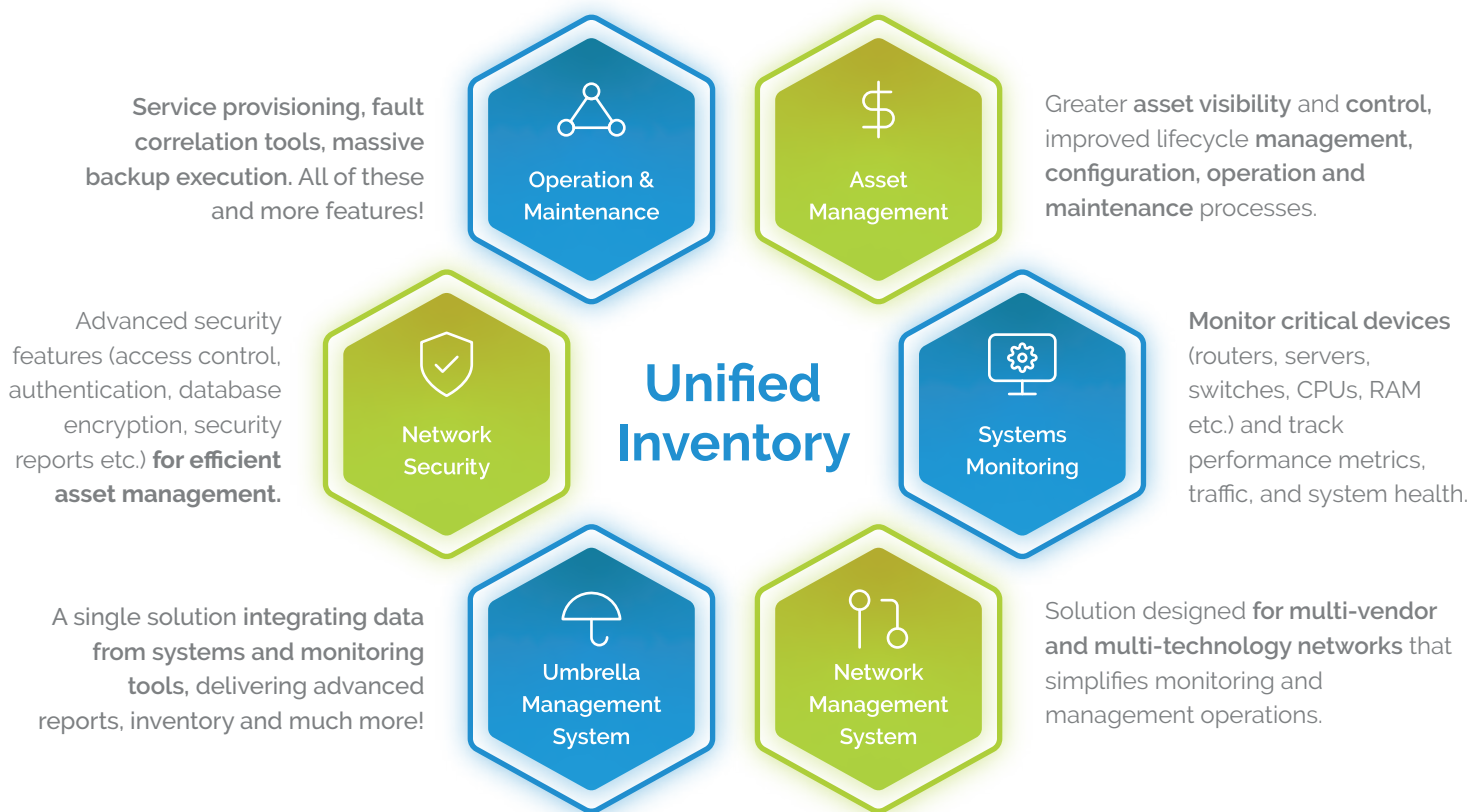 Service provisioning, fault
correlation tools, massive
backup execution. All of these
and more features!
Operation &
Maintenance
Asset
Management
Greater asset visibility and control,
improved lifecycle management,
configuration, operation and
maintenance processes.
Advanced security
features (access control,
authentication, database
encryption, security
reports etc.) for efficient
asset management.
Network
Security
Unified
Inventory
Systems
Monitoring
Monitor critical devices
(routers, servers,
switches, CPUs, RAM
etc.) and track
performance metrics,
traffic, and system health.
A single solution integrating data
from systems and monitoring
tools, delivering advanced
reports, inventory and much more!
Umbrella
Management
System
Network
Management
System
Solution designed for multi-vendor
and multi-technology networks that
simplifies monitoring and
management operations.